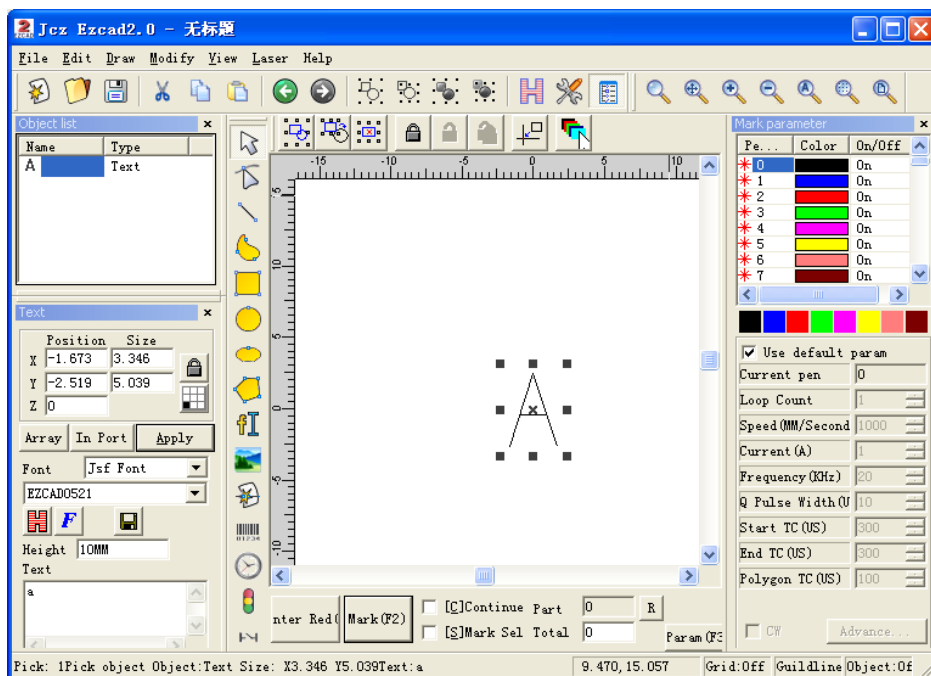 Jcz Ezcad2.0 - 无标题
File Edit Draw Modify View Laser Help
Object list
Name Type
A Text
Text
Position Size
X -1.673 3.346
Y -2.519 5.039
Z 0
Array In Port Apply
Font Jsf Font
EZCAD0521
F
Height 10MM
Text
a
-15 -10 -5 0 5 10
5
10
5
0
-5
-10
A
Mark parameter
Pe... Color On/Off
0 On
1 On
2 On
3 On
4 On
5 On
6 On
7 On
Use default param
Current pen 0
Loop Count 1
Speed(MM/Second 1000
Current(A) 1
Frequency(KHz) 20
Q Pulse Width(U 10
Start TC(US) 300
End TC(US) 300
Polygon TC(US) 100
CW Advance...
nter Red( Mark(F2) [C]Continue Part 0 R
[S]Mark Sel Total 0 Param(F3
Pick: 1Pick object Object:Text Size: X3.346 Y5.039Text:a 9.470,15.057 Grid:Off Guildline Object:Of